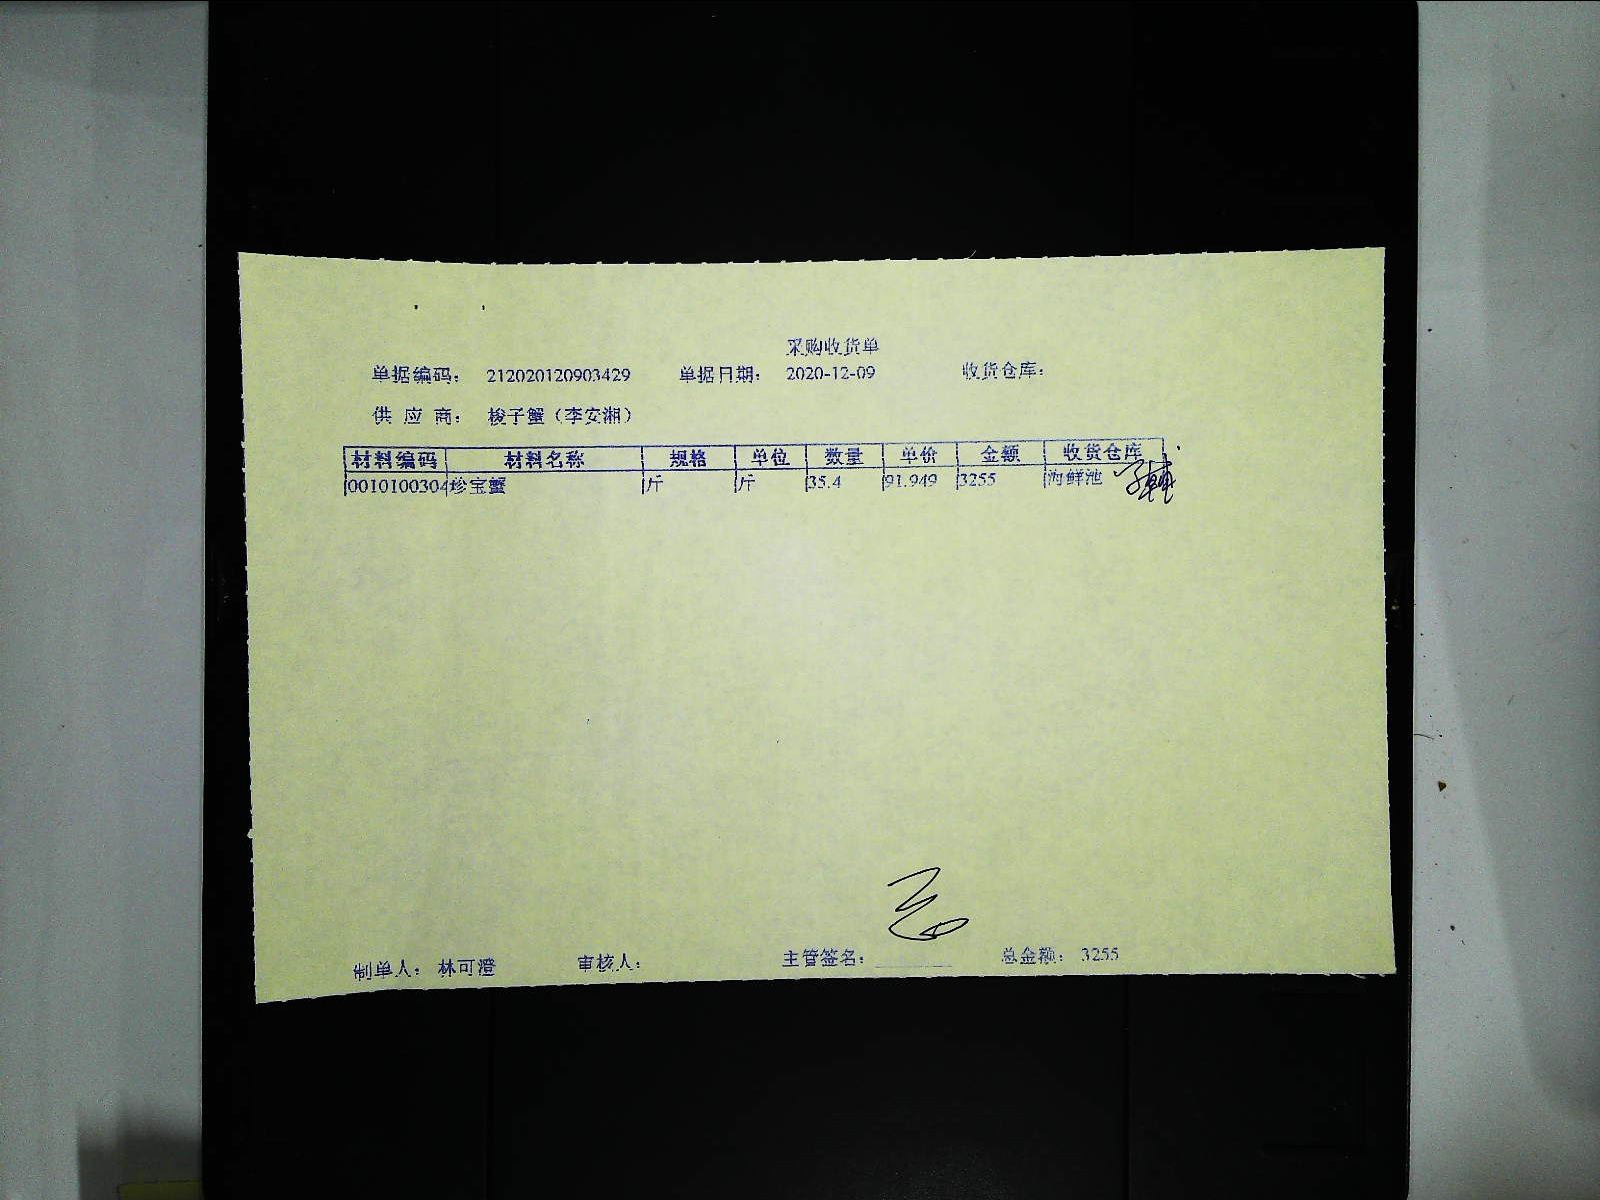 采购收货单
单据编码： 212020120903429 单据日期： 2020-12-09 收货仓库：
供 应 商： 梭子蟹（李安湘）
材料编码 材料名称 规格 单位 数量 单价 金额 收货仓库
0010100304 珍宝蟹 斤 斤 35.4 91.949 3255 海鲜池
制单人： 林可澄 审核人： 主管签名： 总金额： 3255